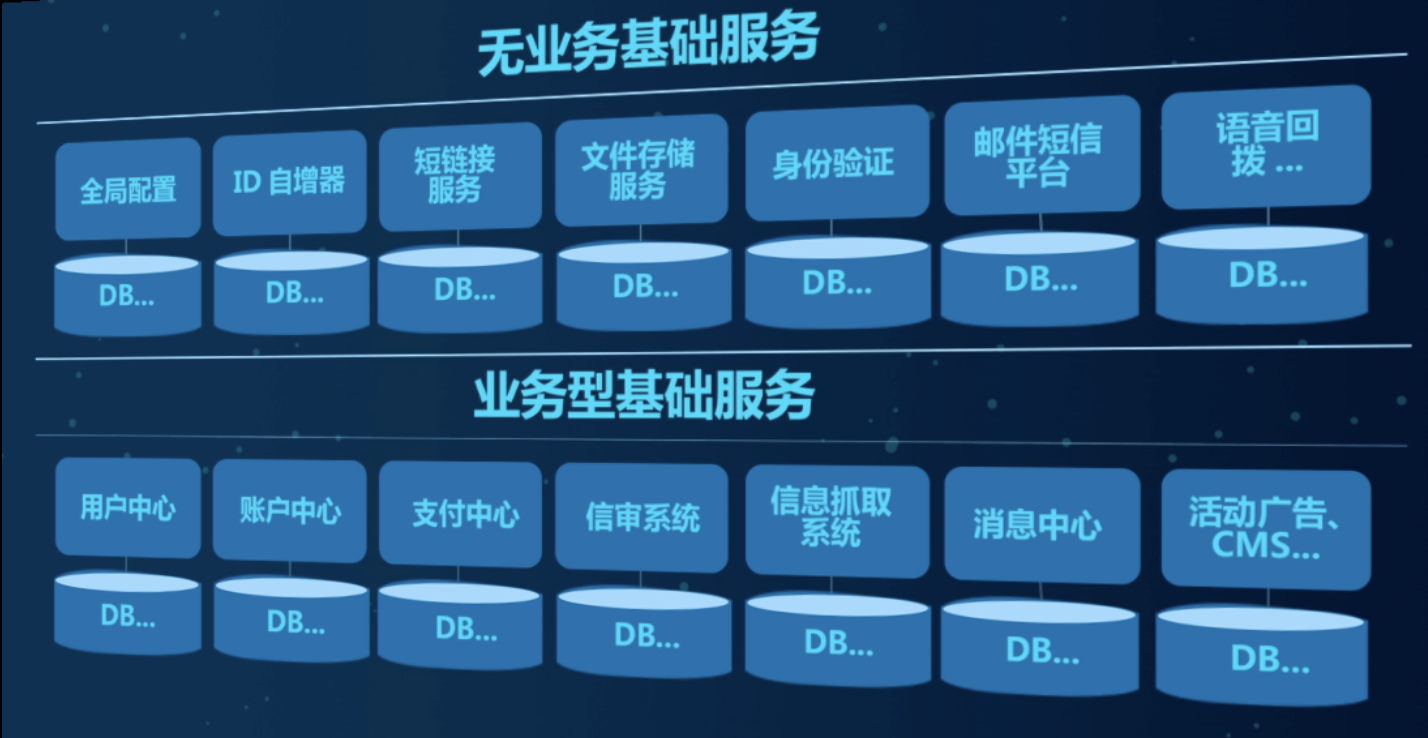 无业务基础服务
全局配置
ID 自增器
短链接
服务
文件存储
服务
身份验证
邮件短信
平台
语音回
拨 ...
DB...
DB...
DB...
DB...
DB...
DB...
DB...
业务型基础服务
用户中心
账户中心
支付中心
信审系统
信息抓取
系统
消息中心
活动广告、
CMS...
DB...
DB...
DB...
DB...
DB...
DB...
DB...